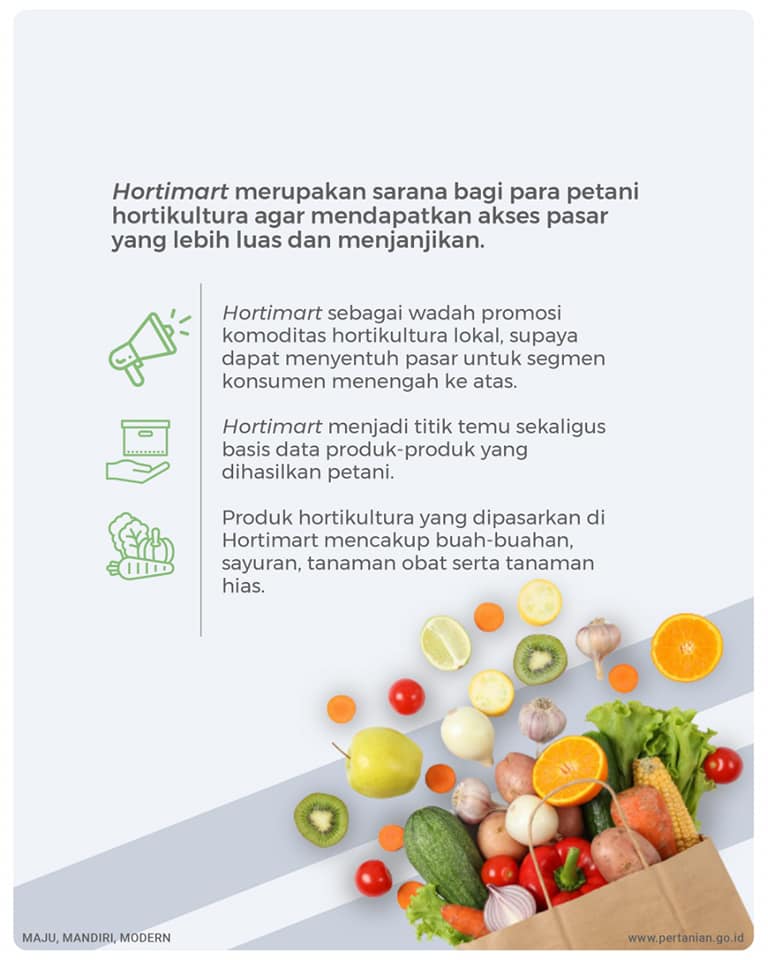 Hortimart merupakan sarana bagi para petani
hortikultura agar mendapatkan akses pasar
yang lebih luas dan menjanjikan.
Hortimart sebagai wadah promosi
komoditas hortikultura lokal, supaya
dapat menyentuh pasar untuk segmen
konsumen menengah ke atas.
Hortimart menjadi titik temu sekaligus
basis data produk-produk yang
dihasilkan petani.
Produk hortikultura yang dipasarkan di
Hortimart mencakup buah-buahan,
sayuran, tanaman obat serta tanaman
hias.
MAJU, MANDIRI, MODERN
www.pertanian.go.id